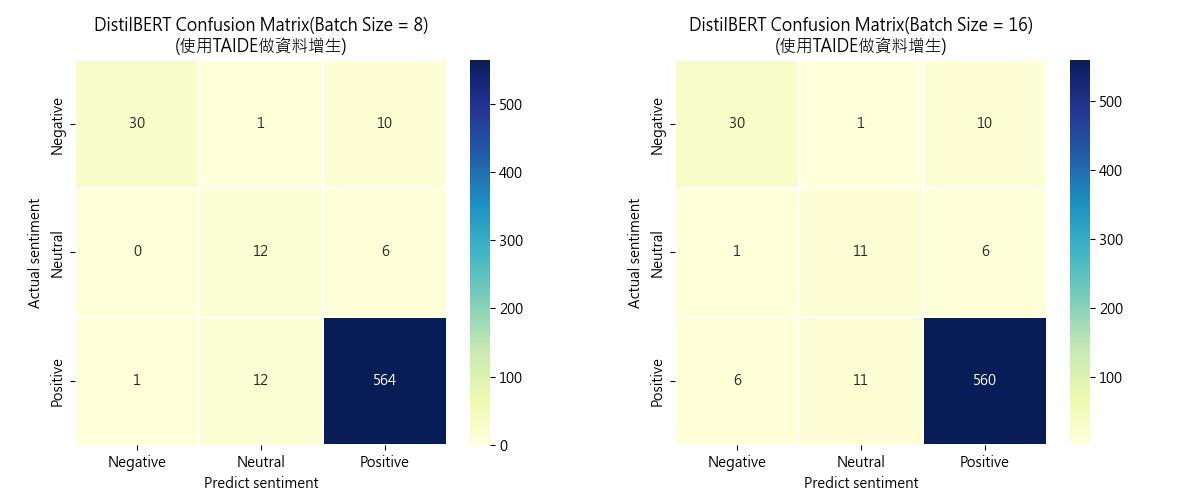 DistilBERT Confusion Matrix(Batch Size = 8)
(使用TAIDE做資料增生)
Actual sentiment
Negative
30
1
10
Neutral
0
12
6
Positive
1
12
564
Negative
Neutral
Positive
Predict sentiment
500
400
300
200
100
0
DistilBERT Confusion Matrix(Batch Size = 16)
(使用TAIDE做資料增生)
Actual sentiment
Negative
30
1
10
Neutral
1
11
6
Positive
6
11
560
Negative
Neutral
Positive
Predict sentiment
500
400
300
200
100